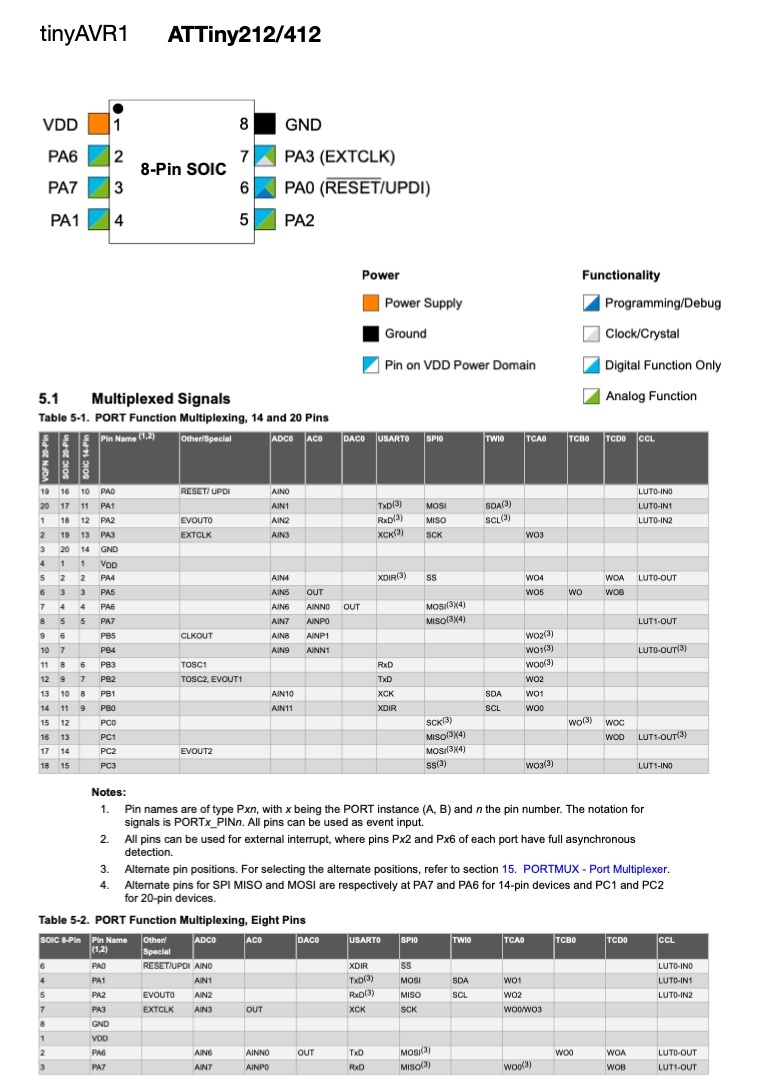 tinyAVR1 ATTiny212/412
VDD 1 8 GND
PA6 2 7 PA3 (EXTCLK)
8-Pin SOIC
PA7 3 6 PA0 (RESET/UPDI)
PA1 4 5 PA2
Power Functionality
Power Supply Programming/Debug
Ground Clock/Crystal
Pin on VDD Power Domain Digital Function Only
Analog Function
5.1 Multiplexed Signals
Table 5-1. PORT Function Multiplexing, 14 and 20 Pins
VQFN 20-Pin SOIC 20-Pin SOIC 14-Pin Pin Name (1,2) Other/Special ADC0 AC0 DAC0 USART0 SPI0 TWI0 TCA0 TCB0 TCD0 CCL
19 16 10 PA0 RESET/ UPDI AIN0 LUT0-IN0
20 17 11 PA1 AIN1 TxD(3) MOSI SDA(3) LUT0-IN1
1 18 12 PA2 EVOUT0 AIN2 RxD(3) MISO SCL(3) LUT0-IN2
2 19 13 PA3 EXTCLK AIN3 XCK(3) SCK WO3
3 20 14 GND
4 1 1 VDD
5 2 2 PA4 AIN4 XDIR(3) SS WO4 WOA LUT0-OUT
6 3 3 PA5 AIN5 OUT WO5 WO WOB
7 4 4 PA6 AIN6 AINN0 OUT MOSI(3)(4)
8 5 5 PA7 AIN7 AINP0 MISO(3)(4) LUT1-OUT
9 6 PB5 CLKOUT AIN8 AINP1 WO2(3)
10 7 PB4 AIN9 AINN1 WO1(3) LUT0-OUT(3)
11 8 6 PB3 TOSC1 RxD WO0(3)
12 9 7 PB2 TOSC2, EVOUT1 TxD WO2
13 10 8 PB1 AIN10 XCK SDA WO1
14 11 9 PB0 AIN11 XDIR SCL WO0
15 12 PC0 SCK(3) WO(3) WOC
16 13 PC1 MISO(3)(4) WOD LUT1-OUT(3)
17 14 PC2 EVOUT2 MOSI(3)(4)
18 15 PC3 SS(3) WO3(3) LUT1-IN0
Notes:
1. Pin names are of type Pxn, with x being the PORT instance (A, B) and n the pin number. The notation for
signals is PORTx_PINn. All pins can be used as event input.
2. All pins can be used for external interrupt, where pins Px2 and Px6 of each port have full asynchronous
detection.
3. Alternate pin positions. For selecting the alternate positions, refer to section 15. PORTMUX - Port Multiplexer.
4. Alternate pins for SPI MISO and MOSI are respectively at PA7 and PA6 for 14-pin devices and PC1 and PC2
for 20-pin devices.
Table 5-2. PORT Function Multiplexing, Eight Pins
SOIC 8-Pin Pin Name Other/ ADC0 AC0 DAC0 USART0 SPI0 TWI0 TCA0 TCB0 TCD0 CCL
(1,2) Special
6 PA0 RESET/UPDI AIN0 XDIR SS LUT0-IN0
4 PA1 AIN1 TxD(3) MOSI SDA WO1 LUT0-IN1
5 PA2 EVOUT0 AIN2 RxD(3) MISO SCL WO2 LUT0-IN2
7 PA3 EXTCLK AIN3 OUT XCK SCK WO0/WO3
8 GND
1 VDD
2 PA6 AIN6 AINN0 OUT TxD MOSI(3) WO0 WOA LUT0-OUT
3 PA7 AIN7 AINP0 RxD MISO(3) WO0(3) WOB LUT1-OUT